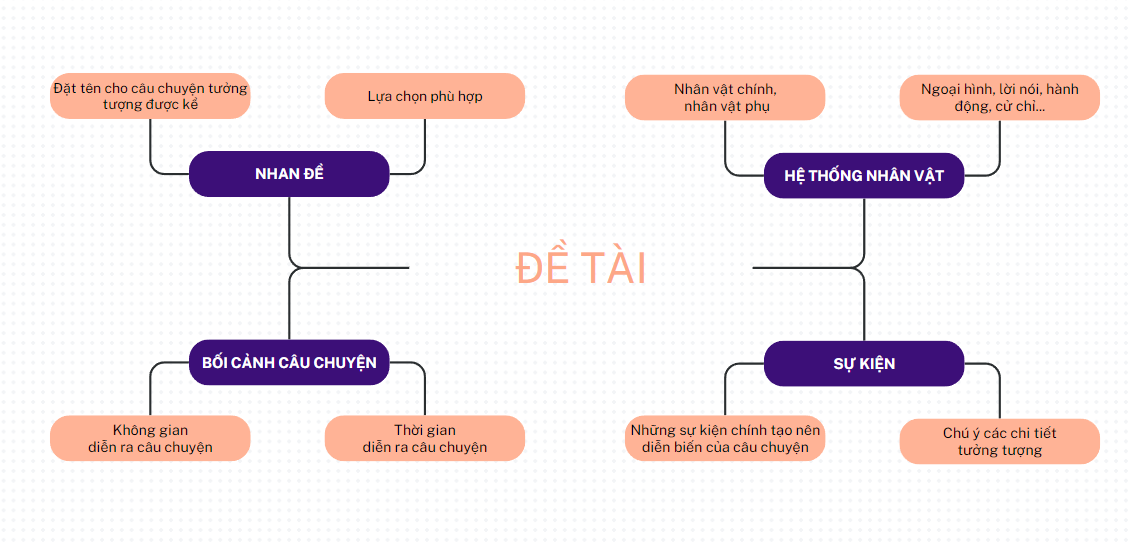 Đặt tên cho câu chuyện tưởng
tượng được kể
Lựa chọn phù hợp
NHAN ĐỀ
Nhân vật chính,
nhân vật phụ
Ngoại hình, lời nói, hành
động, cử chỉ...
HỆ THỐNG NHÂN VẬT
ĐỀ TÀI
BỐI CẢNH CÂU CHUYỆN
Không gian
diễn ra câu chuyện
Thời gian
diễn ra câu chuyện
SỰ KIỆN
Những sự kiện chính tạo nên
diễn biến của câu chuyện
Chú ý các chi tiết
tưởng tượng